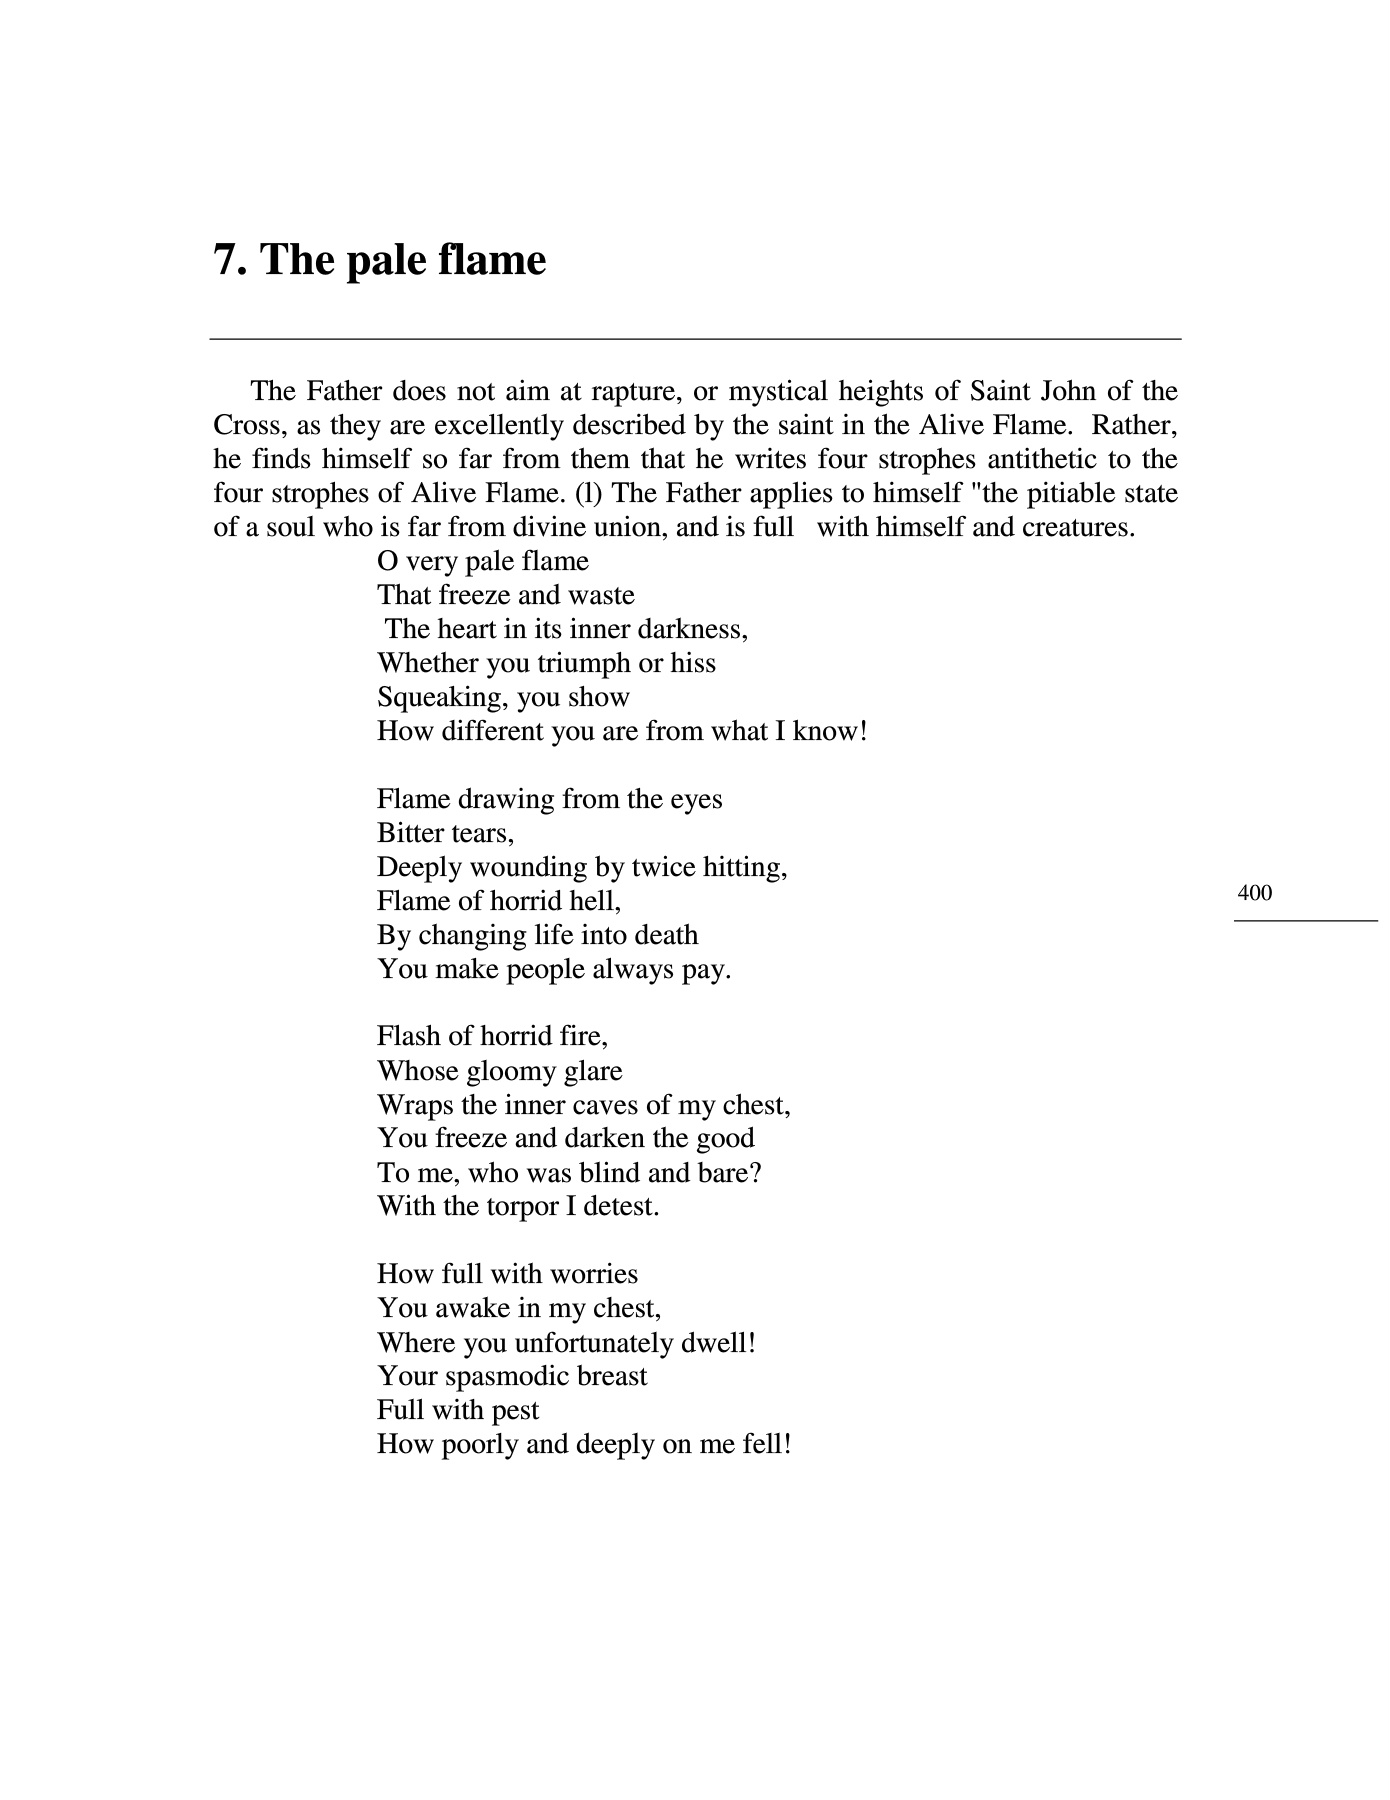 7. The pale flame
The Father does not aim at rapture, or mystical heights of Saint John of the
Cross, as they are excellently described by the saint in the Alive Flame.  Rather,
he finds himself so far from them that he writes four strophes antithetic to the
four strophes of Alive Flame. (l) The Father applies to himself "the pitiable state
of a soul who is far from divine union, and is full   with himself and creatures.
O very pale flame
That freeze and waste
The heart in its inner darkness,
Whether you triumph or hiss
Squeaking, you show
How different you are from what I know!

Flame drawing from the eyes
Bitter tears,
Deeply wounding by twice hitting,
Flame of horrid hell,
By changing life into death
You make people always pay.

Flash of horrid fire,
Whose gloomy glare
Wraps the inner caves of my chest,
You freeze and darken the good
To me, who was blind and bare?
With the torpor I detest.

How full with worries
You awake in my chest,
Where you unfortunately dwell!
Your spasmodic breast
Full with pest
How poorly and deeply on me fell!
400